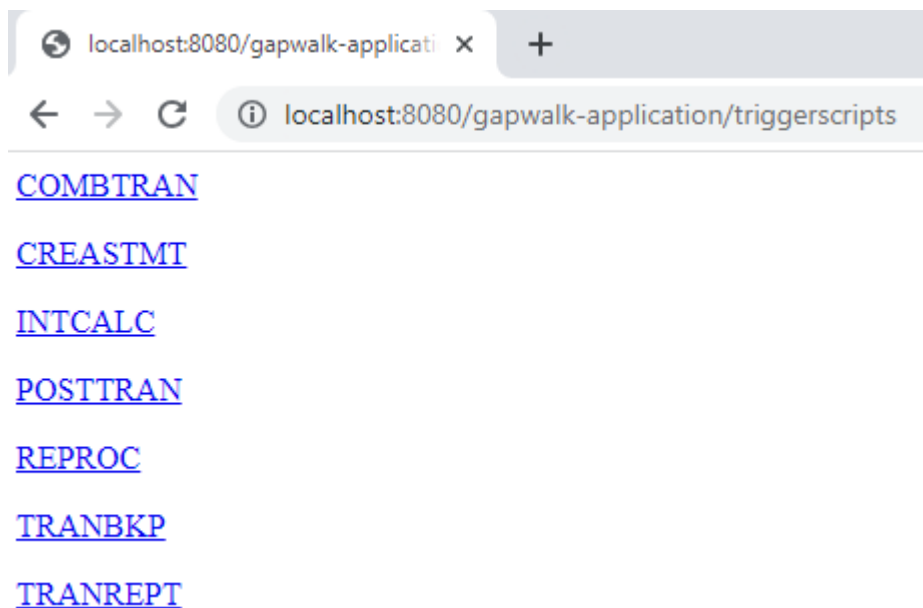 localhost:8080/gapwalk-applicati
localhost:8080/gapwalk-application/triggerscripts
COMBTRAN
CREASTMT
INTCALC
POSTTRAN
REPROC
TRANBKP
TRANREPT